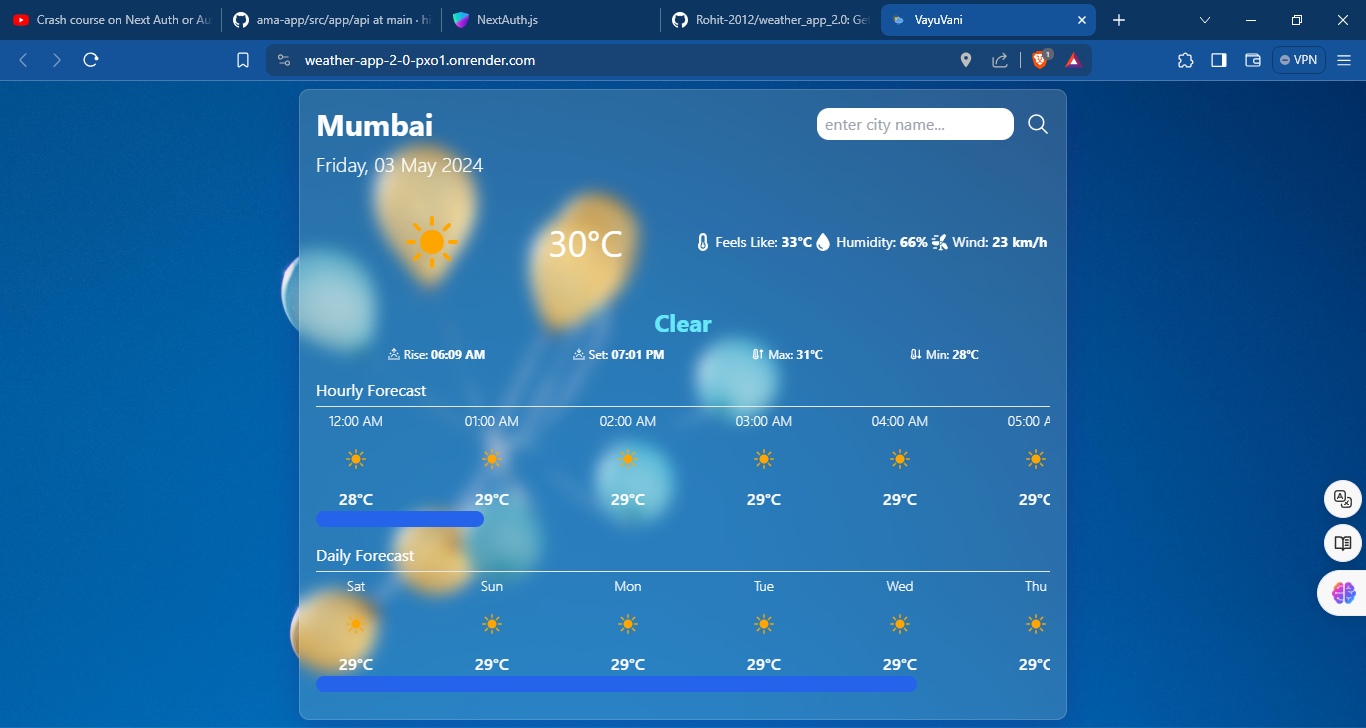 Crash course on Next Auth or Au
ama-app/src/app/api at main · hi
NextAuth.js
Rohit-2012/weather_app_2.0: Get
VayuVani
weather-app-2-0-pxo1.onrender.com
1
VPN
Mumbai
enter city name...
Friday, 03 May 2024
30°C
Feels Like: 33°C Humidity: 66% Wind: 23 km/h
Clear
Rise: 06:09 AM Set: 07:01 PM Max: 31°C Min: 28°C
Hourly Forecast
12:00 AM 01:00 AM 02:00 AM 03:00 AM 04:00 AM 05:00 A
28°C 29°C 29°C 29°C 29°C 29°C
Daily Forecast
Sat Sun Mon Tue Wed Thu
29°C 29°C 29°C 29°C 29°C 29°C